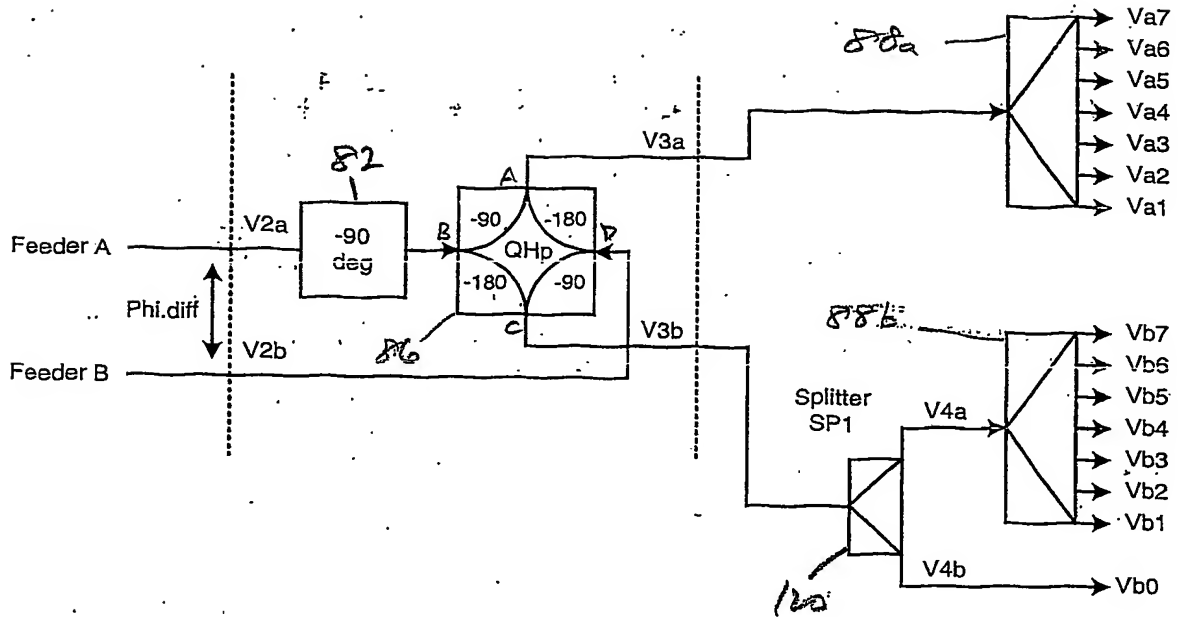 88a
Va7
Va6
Va5
Va4
Va3
Va2
Va1
V3a
82
A
V2a
-90
deg
B
-90
-180
D
QHp
-180
-90
C
Feeder A
Phi.diff
V2b
86
V3b
Feeder B
88b
Vb7
Vb6
Vb5
Vb4
Vb3
Vb2
Vb1
Splitter
SP1
V4a
120
V4b
Vb0